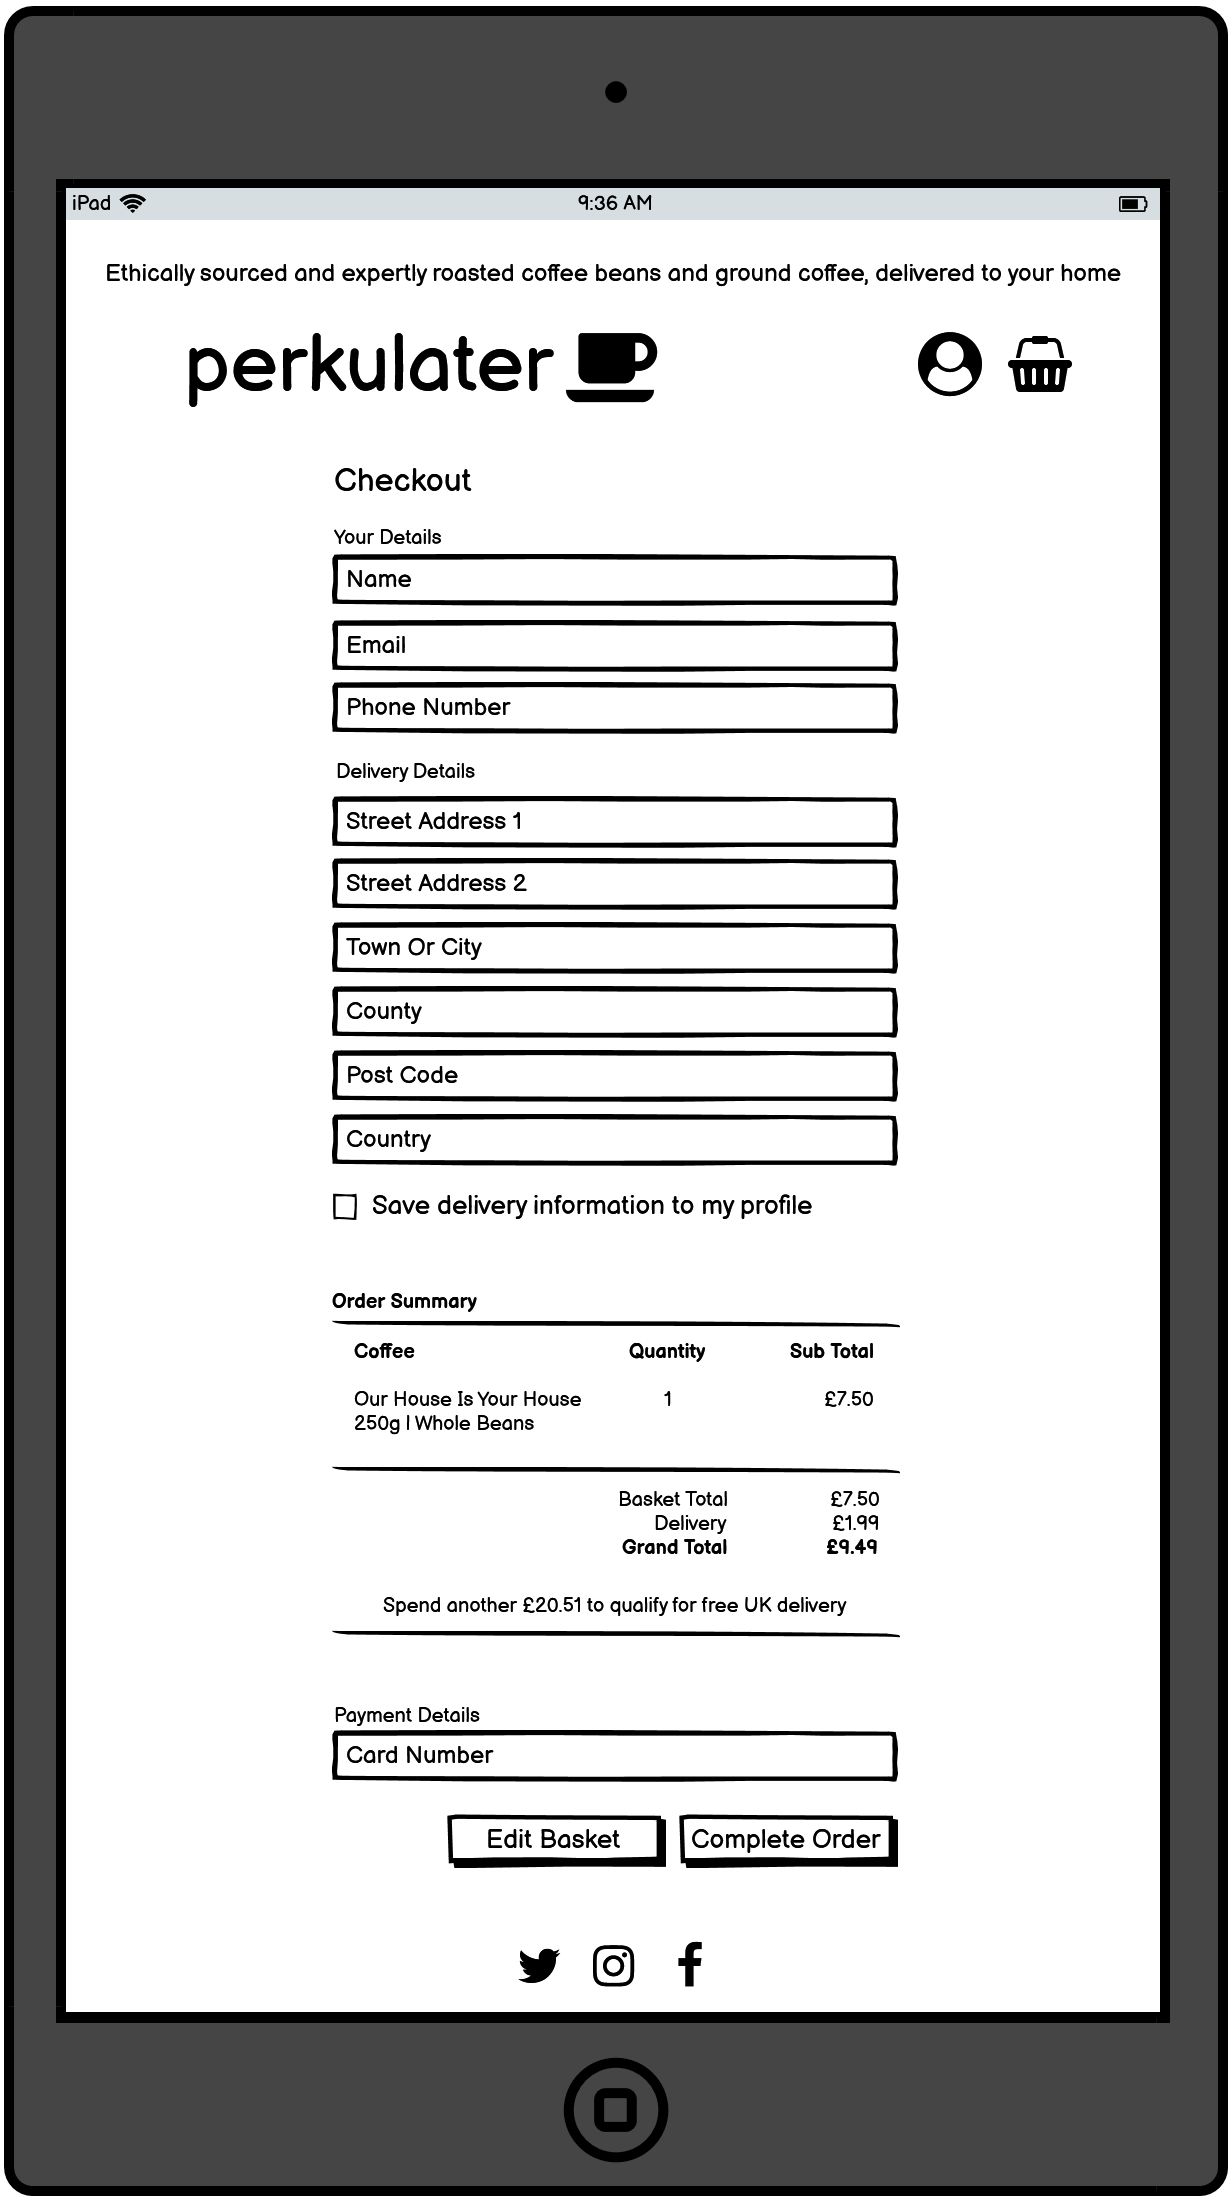 iPad
9:36 AM
Ethically sourced and expertly roasted coffee beans and ground coffee, delivered to your home
perkulater
Checkout
Your Details
Name
Email
Phone Number
Delivery Details
Street Address 1
Street Address 2
Town Or City
County
Post Code
Country
Save delivery information to my profile
Order Summary
Coffee Quantity Sub Total
Our House Is Your House 1 £7.50
250g | Whole Beans
Basket Total £7.50
Delivery £1.99
Grand Total £9.49
Spend another £20.51 to qualify for free UK delivery
Payment Details
Card Number
Edit Basket Complete Order